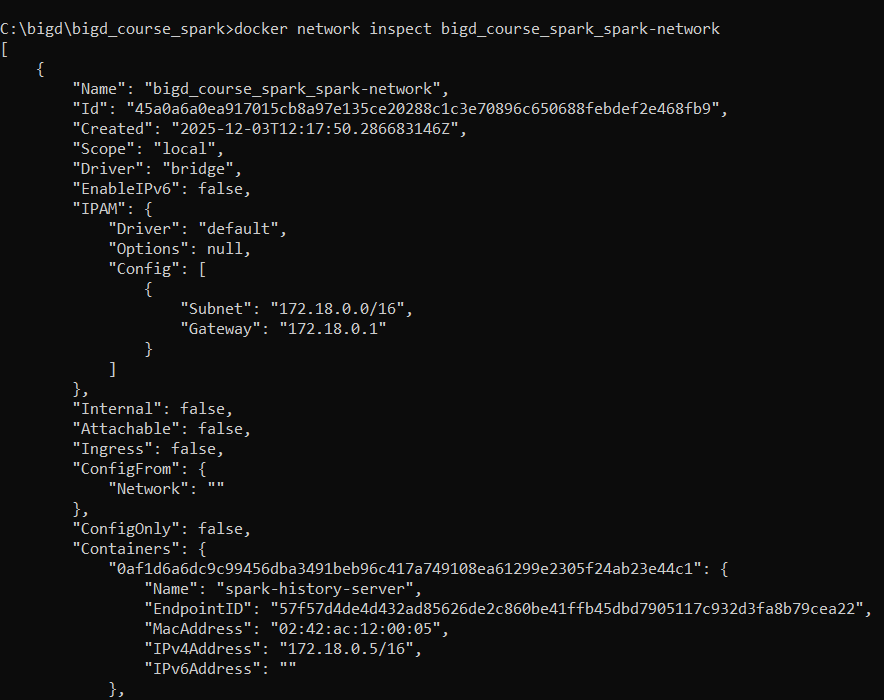 C:\bigd\bigd_course_spark>docker network inspect bigd_course_spark_spark-network
[
    {
        "Name": "bigd_course_spark_spark-network",
        "Id": "45a0a6a0ea917015cb8a97e135ce20288c1c3e70896c650688febdef2e468fb9",
        "Created": "2025-12-03T12:17:50.286683146Z",
        "Scope": "local",
        "Driver": "bridge",
        "EnableIPv6": false,
        "IPAM": {
            "Driver": "default",
            "Options": null,
            "Config": [
                {
                    "Subnet": "172.18.0.0/16",
                    "Gateway": "172.18.0.1"
                }
            ]
        },
        "Internal": false,
        "Attachable": false,
        "Ingress": false,
        "ConfigFrom": {
            "Network": ""
        },
        "ConfigOnly": false,
        "Containers": {
            "0af1d6a6dc9c99456dba3491beb96c417a749108ea61299e2305f24ab23e44c1": {
                "Name": "spark-history-server",
                "EndpointID": "57f57d4de4d432ad85626de2c860be41ffb45dbd7905117c932d3fa8b79cea22",
                "MacAddress": "02:42:ac:12:00:05",
                "IPv4Address": "172.18.0.5/16",
                "IPv6Address": ""
            },